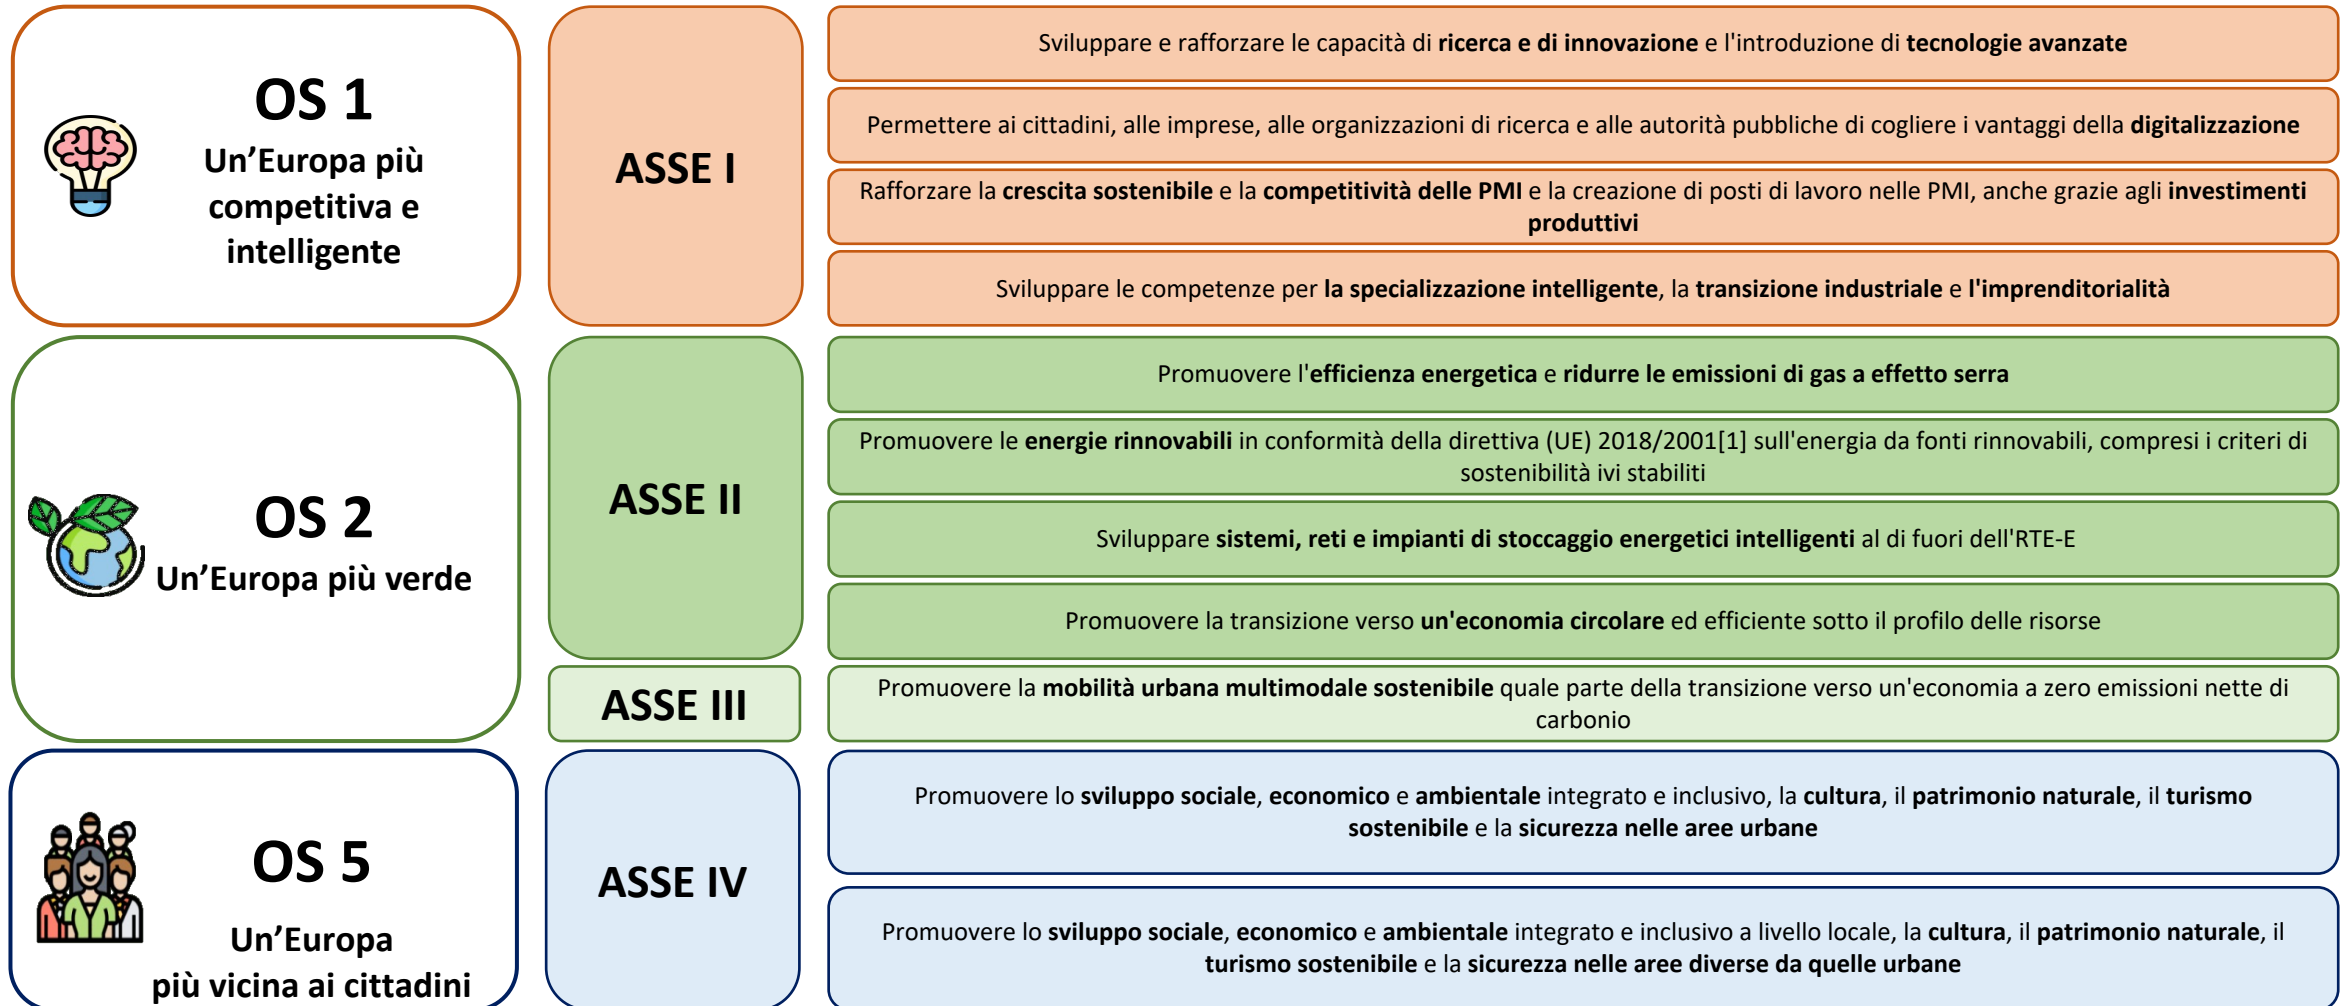 OS 1
Un’Europa più
competitiva e
intelligente
ASSE I
Sviluppare e rafforzare le capacità di ricerca e di innovazione e l'introduzione di tecnologie avanzate
Permettere ai cittadini, alle imprese, alle organizzazioni di ricerca e alle autorità pubbliche di cogliere i vantaggi della digitalizzazione
Rafforzare la crescita sostenibile e la competitività delle PMI e la creazione di posti di lavoro nelle PMI, anche grazie agli investimenti
produttivi
Sviluppare le competenze per la specializzazione intelligente, la transizione industriale e l'imprenditorialità
OS 2
Un’Europa più verde
ASSE II
Promuovere l'efficienza energetica e ridurre le emissioni di gas a effetto serra
Promuovere le energie rinnovabili in conformità della direttiva (UE) 2018/2001[1] sull'energia da fonti rinnovabili, compresi i criteri di
sostenibilità ivi stabiliti
Sviluppare sistemi, reti e impianti di stoccaggio energetici intelligenti al di fuori dell'RTE-E
Promuovere la transizione verso un'economia circolare ed efficiente sotto il profilo delle risorse
ASSE III
Promuovere la mobilità urbana multimodale sostenibile quale parte della transizione verso un'economia a zero emissioni nette di
carbonio
OS 5
Un’Europa
più vicina ai cittadini
ASSE IV
Promuovere lo sviluppo sociale, economico e ambientale integrato e inclusivo, la cultura, il patrimonio naturale, il turismo
sostenibile e la sicurezza nelle aree urbane
Promuovere lo sviluppo sociale, economico e ambientale integrato e inclusivo a livello locale, la cultura, il patrimonio naturale, il
turismo sostenibile e la sicurezza nelle aree diverse da quelle urbane